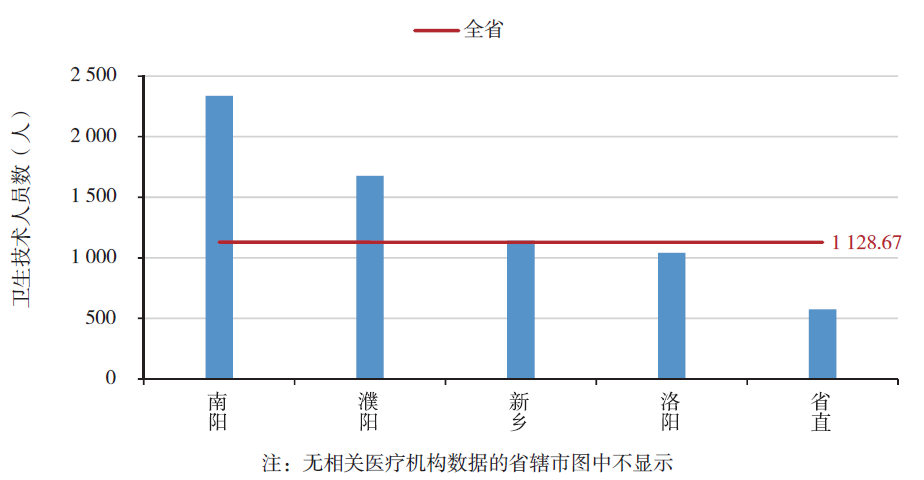 全省
卫生技术人员数（人）
2 500
2 000
1 500
1 000
500
0
1 128.67
南阳
濮阳
新乡
洛阳
省直
注：无相关医疗机构数据的省辖市图中不显示